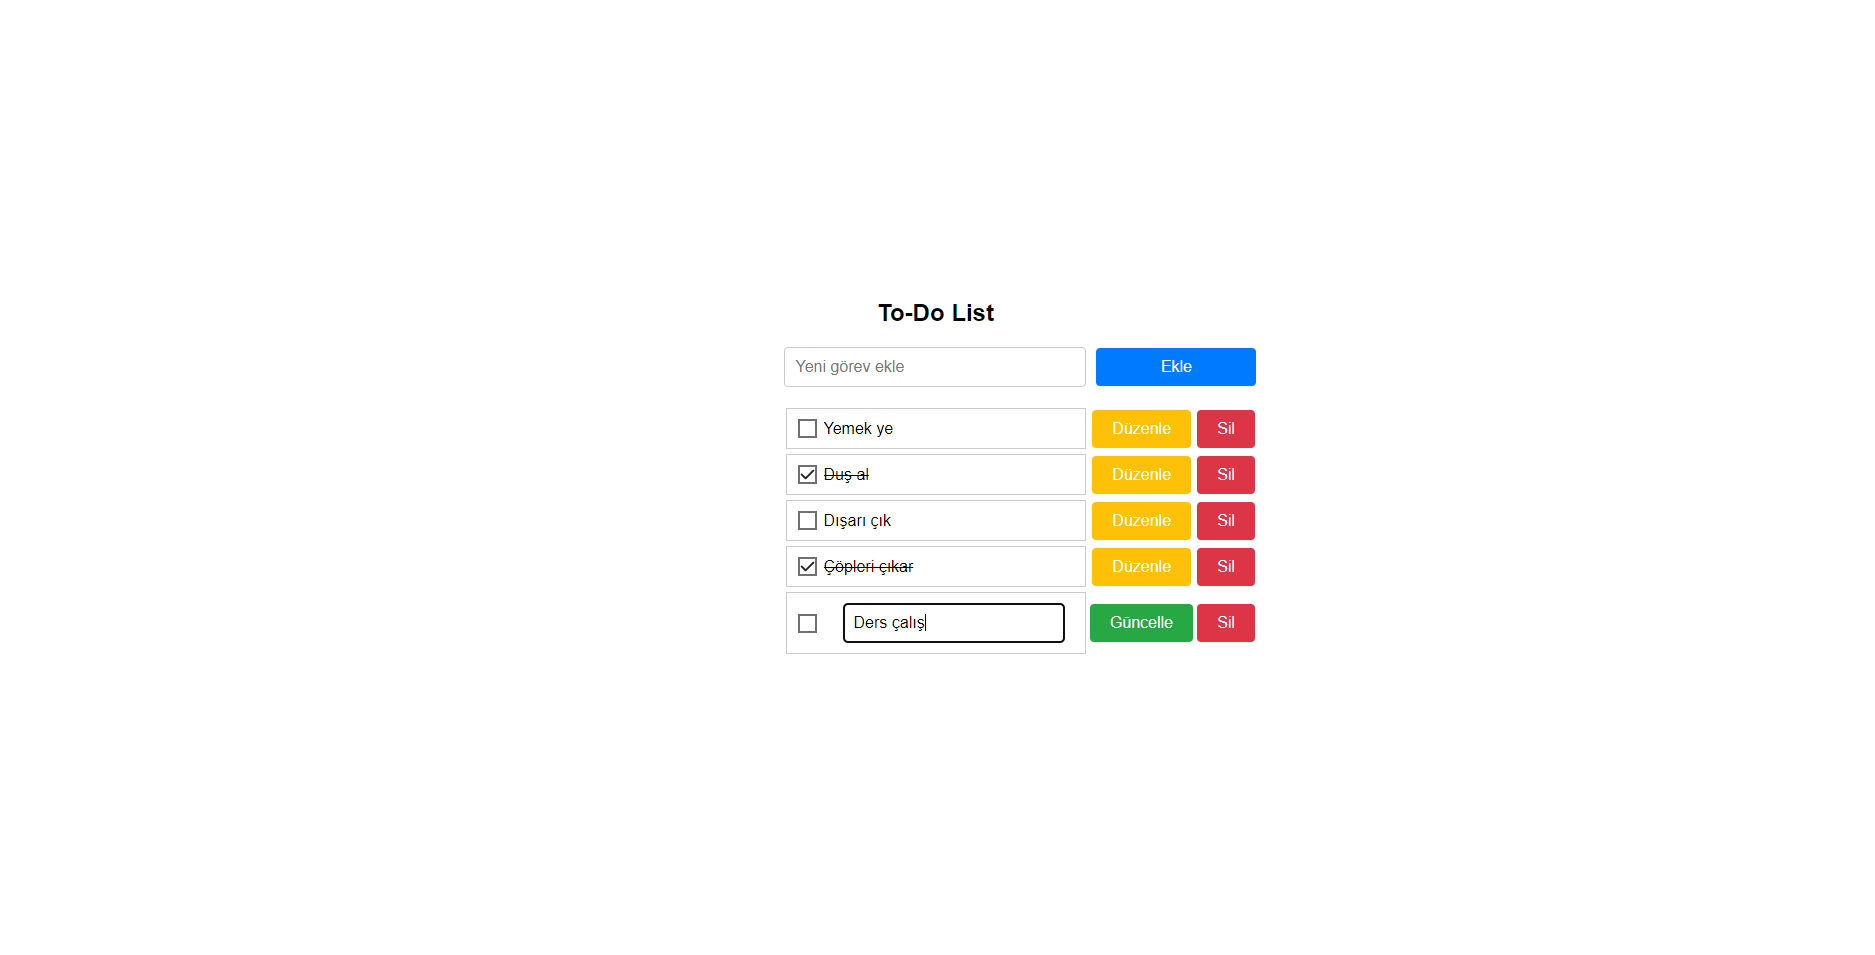 To-Do List
Yeni görev ekle Ekle
Yemek ye Düzenle Sil
Duş al Düzenle Sil
Dışarı çık Düzenle Sil
Çöpleri çıkar Düzenle Sil
Ders çalış Güncelle Sil